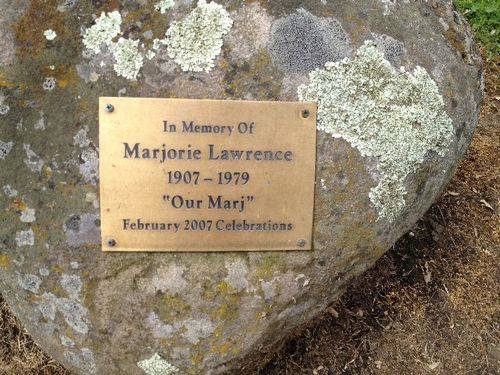 In Memory Of
Marjorie Lawrence
1907 – 1979
"Our Marj"
February 2007 Celebrations